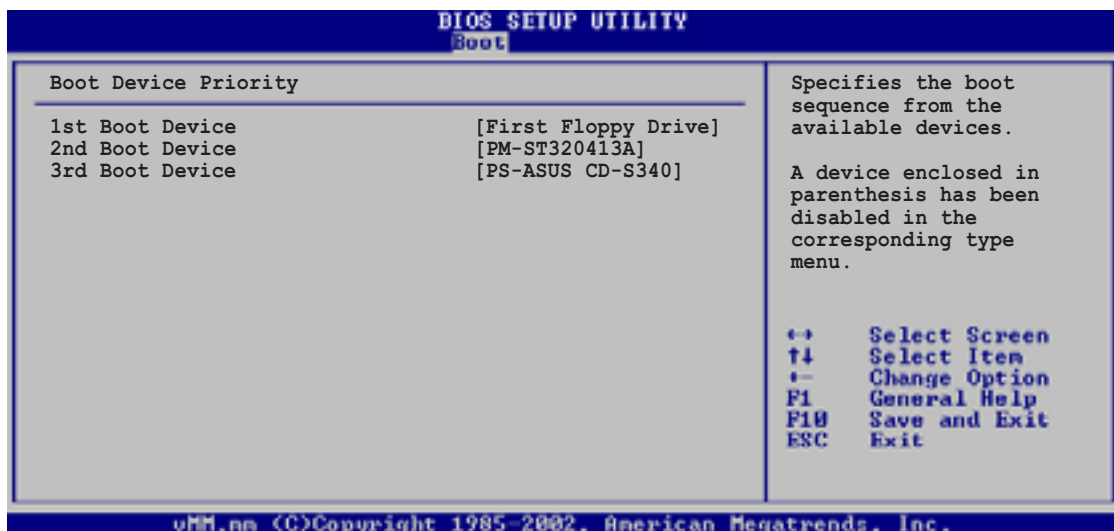 BIOS SETUP UTILITY
Boot
Boot Device Priority
1st Boot Device [First Floppy Drive]
2nd Boot Device [PM-ST320413A]
3rd Boot Device [PS-ASUS CD-S340]
Specifies the boot
sequence from the
available devices.
A device enclosed in
parenthesis has been
disabled in the
corresponding type
menu.
←→ Select Screen
↑↓ Select Item
+- Change Option
F1 General Help
F10 Save and Exit
ESC Exit
vMM.mm (C)Copyright 1985-2002, American Megatrends, Inc.